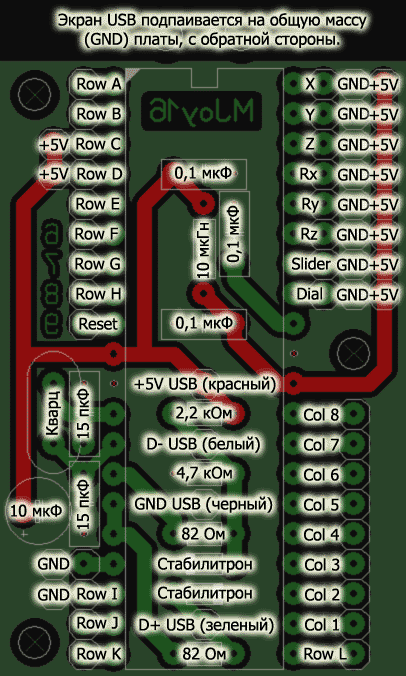 Экран USB подпаивается на общую массу
(GND) платы, с обратной стороны.
Row A X GND+5V
Row B MJoy16 Y GND+5V
+5V Row C Z GND+5V
+5V Row D 0,1 мкФ Rx GND+5V
Row E Ry GND+5V
Row F 10 мкГн 0,1 мкФ Rz GND+5V
Row G Slider GND+5V
Row H Dial GND+5V
Reset 0,1 мкФ
+5V USB (красный)
Кварц 15 пкФ 2,2 кОм Col 8
D- USB (белый) Col 7
4,7 кОм Col 6
15 пкФ GND USB (черный) Col 5
10 мкФ + 82 Ом Col 4
GND Стабилитрон Col 3
GND Row I Стабилитрон Col 2
Row J D+ USB (зеленый) Col 1
Row K 82 Ом Row L